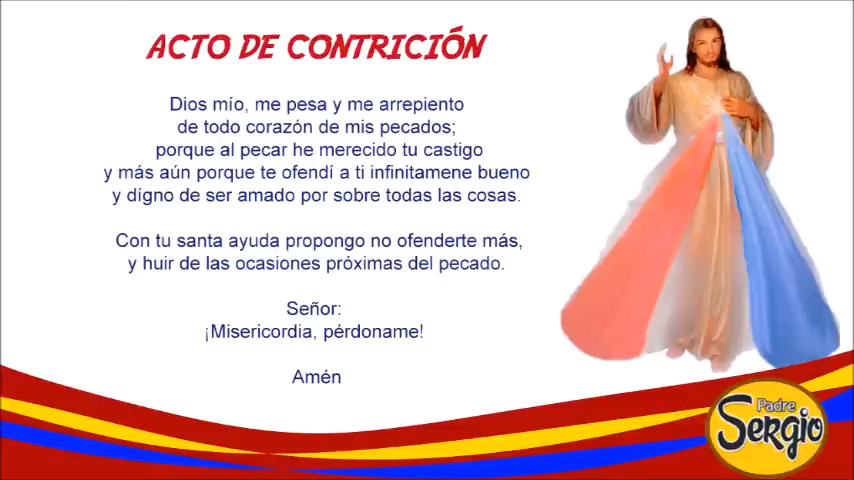 ACTO DE CONTRICIÓN
Dios mío, me pesa y me arrepiento
de todo corazón de mis pecados;
porque al pecar he merecido tu castigo
y más aún porque te ofendí a ti infinitamene bueno
y dígno de ser amado por sobre todas las cosas.
Con tu santa ayuda propongo no ofenderte más,
y huir de las ocasiones próximas del pecado.
Señor:
¡Misericordia, pérdoname!
Amén
Padre
Sergio